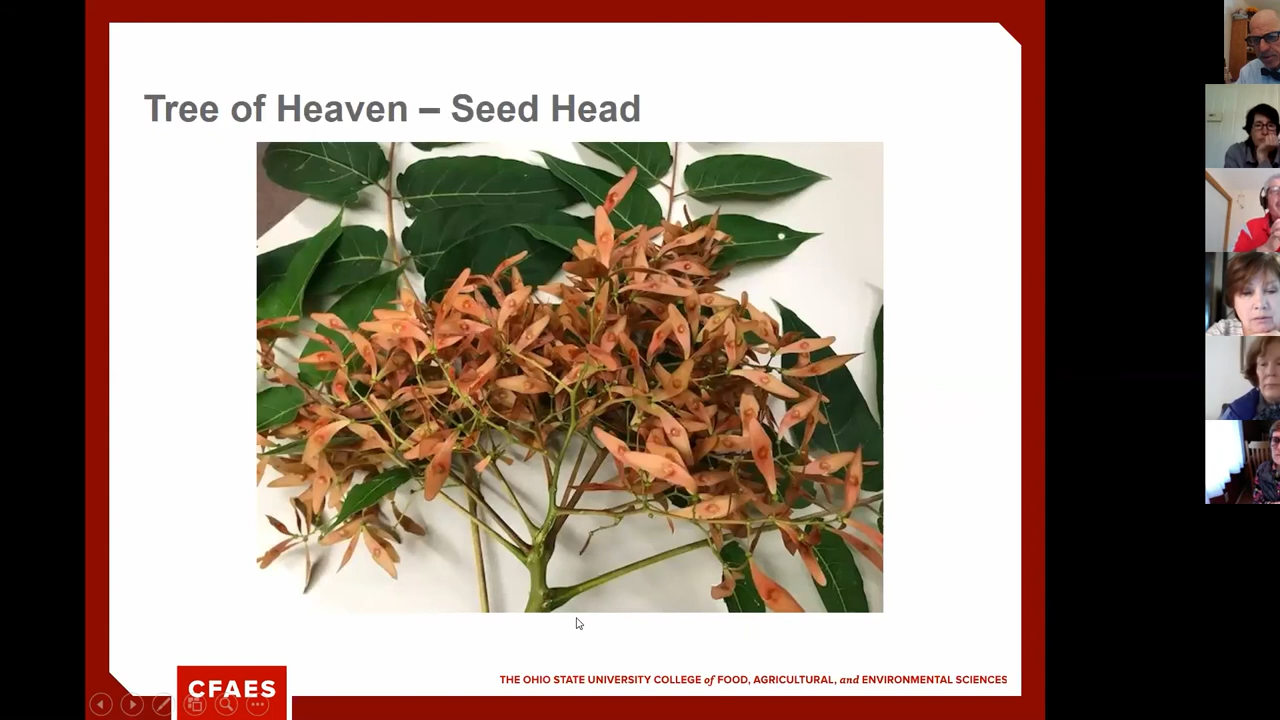 Tree of Heaven – Seed Head
CFAES
THE OHIO STATE UNIVERSITY COLLEGE of FOOD, AGRICULTURAL, and ENVIRONMENTAL SCIENCES